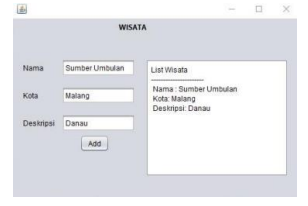 WISATA
Nama
Sumber Umbulan
Kota
Malang
Deskripsi
Danau
Add
List Wisata
--------------------
Nama : Sumber Umbulan
Kota: Malang
Deskripsi: Danau